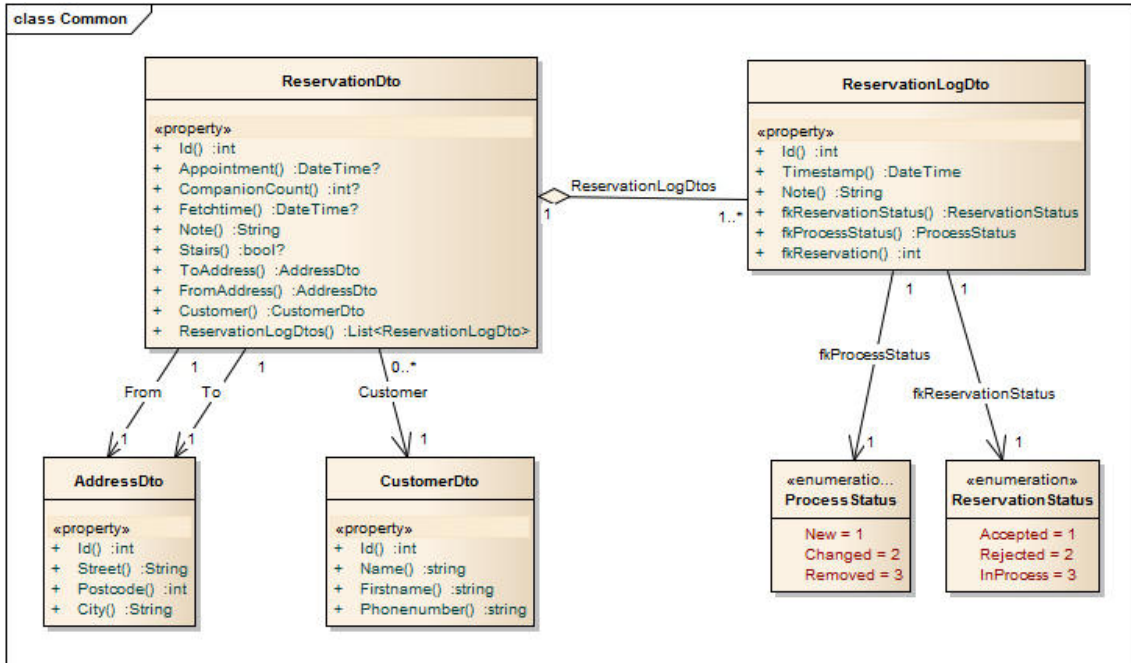 class Common
ReservationDto
«property»
+ Id() :int
+ Appointment() :DateTime?
+ CompanionCount() :int?
+ Fetchtime() :DateTime?
+ Note() :String
+ Stairs() :bool?
+ ToAddress() :AddressDto
+ FromAddress() :AddressDto
+ Customer() :CustomerDto
+ ReservationLogDtos() :List<ReservationLogDto>
ReservationLogDtos
1
1..*
ReservationLogDto
«property»
+ Id() :int
+ Timestamp() :DateTime
+ Note() :String
+ fkReservationStatus() :ReservationStatus
+ fkProcessStatus() :ProcessStatus
+ fkReservation() :int
1
1
0..*
1
1
From
To
Customer
fkProcessStatus
fkReservationStatus
1
1
1
1
1
AddressDto
«property»
+ Id() :int
+ Street() :String
+ Postcode() :int
+ City() :String
CustomerDto
«property»
+ Id() :int
+ Name() :string
+ Firstname() :string
+ Phonenumber() :string
«enumeratio...
ProcessStatus
New = 1
Changed = 2
Removed = 3
«enumeration»
ReservationStatus
Accepted = 1
Rejected = 2
InProcess = 3